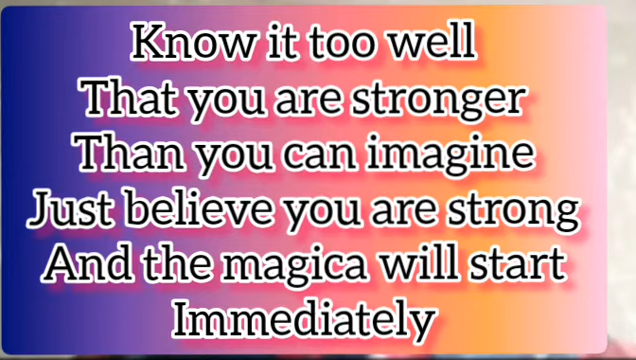 Know it too well
That you are stronger
Than you can imagine
Just believe you are strong
And the magica will start
Immediately